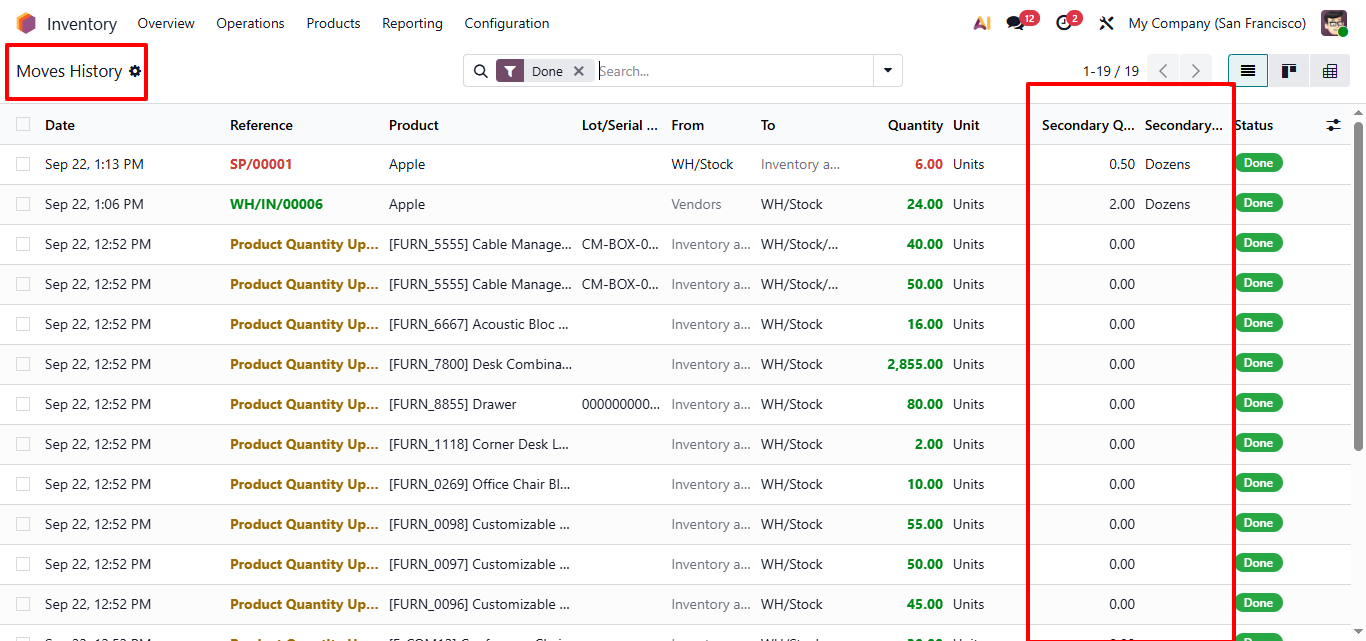 Inventory Overview Operations Products Reporting Configuration AI 12 2 My Company (San Francisco)
Moves History Done Search... 1-19 / 19
Date Reference Product Lot/Serial ... From To Quantity Unit Secondary Q... Secondary... Status
Sep 22, 1:13 PM SP/00001 Apple WH/Stock Inventory a... 6.00 Units 0.50 Dozens Done
Sep 22, 1:06 PM WH/IN/00006 Apple Vendors WH/Stock 24.00 Units 2.00 Dozens Done
Sep 22, 12:52 PM Product Quantity Up... [FURN_5555] Cable Manage... CM-BOX-0... Inventory a... WH/Stock/... 40.00 Units 0.00 Done
Sep 22, 12:52 PM Product Quantity Up... [FURN_5555] Cable Manage... CM-BOX-0... Inventory a... WH/Stock/... 50.00 Units 0.00 Done
Sep 22, 12:52 PM Product Quantity Up... [FURN_6667] Acoustic Bloc ... Inventory a... WH/Stock 16.00 Units 0.00 Done
Sep 22, 12:52 PM Product Quantity Up... [FURN_7800] Desk Combina... Inventory a... WH/Stock 2,855.00 Units 0.00 Done
Sep 22, 12:52 PM Product Quantity Up... [FURN_8855] Drawer 000000000... Inventory a... WH/Stock 80.00 Units 0.00 Done
Sep 22, 12:52 PM Product Quantity Up... [FURN_1118] Corner Desk L... Inventory a... WH/Stock 2.00 Units 0.00 Done
Sep 22, 12:52 PM Product Quantity Up... [FURN_0269] Office Chair Bl... Inventory a... WH/Stock 10.00 Units 0.00 Done
Sep 22, 12:52 PM Product Quantity Up... [FURN_0098] Customizable ... Inventory a... WH/Stock 55.00 Units 0.00 Done
Sep 22, 12:52 PM Product Quantity Up... [FURN_0097] Customizable ... Inventory a... WH/Stock 50.00 Units 0.00 Done
Sep 22, 12:52 PM Product Quantity Up... [FURN_0096] Customizable ... Inventory a... WH/Stock 45.00 Units 0.00 Done